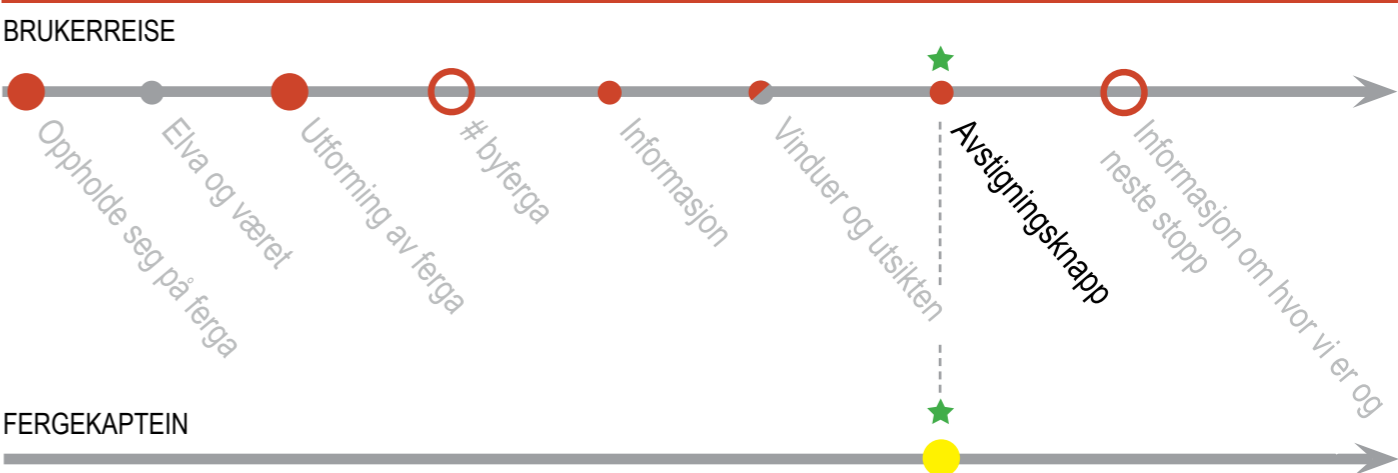 BRUKERREISE
Oppholde seg på ferga
Elva og været
Utforming av ferga
# byferga
Informasjon
Vinduer og utsikten
Avstigningsknapp
Informasjon om hvor vi er og
neste stopp
FERGEKAPTEIN